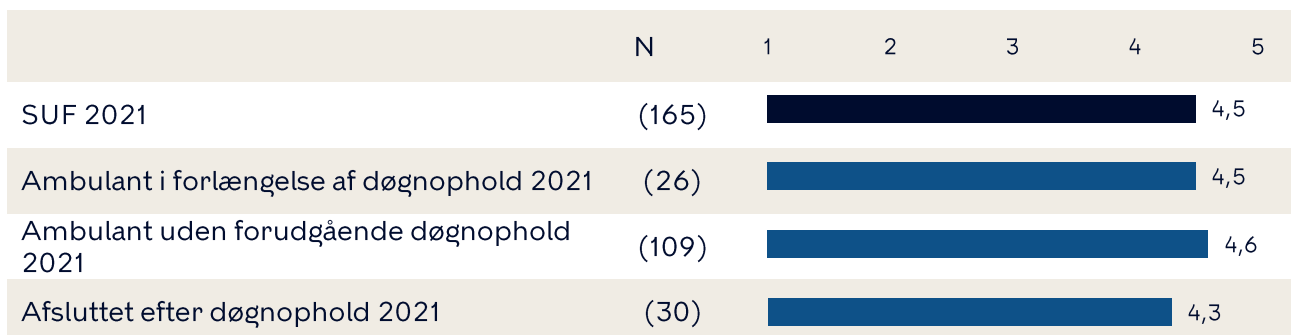 N 1 2 3 4 5
SUF 2021 (165) 4,5
Ambulant i forlængelse af døgnophold 2021 (26) 4,5
Ambulant uden forudgående døgnophold
2021 (109) 4,6
Afsluttet efter døgnophold 2021 (30) 4,3